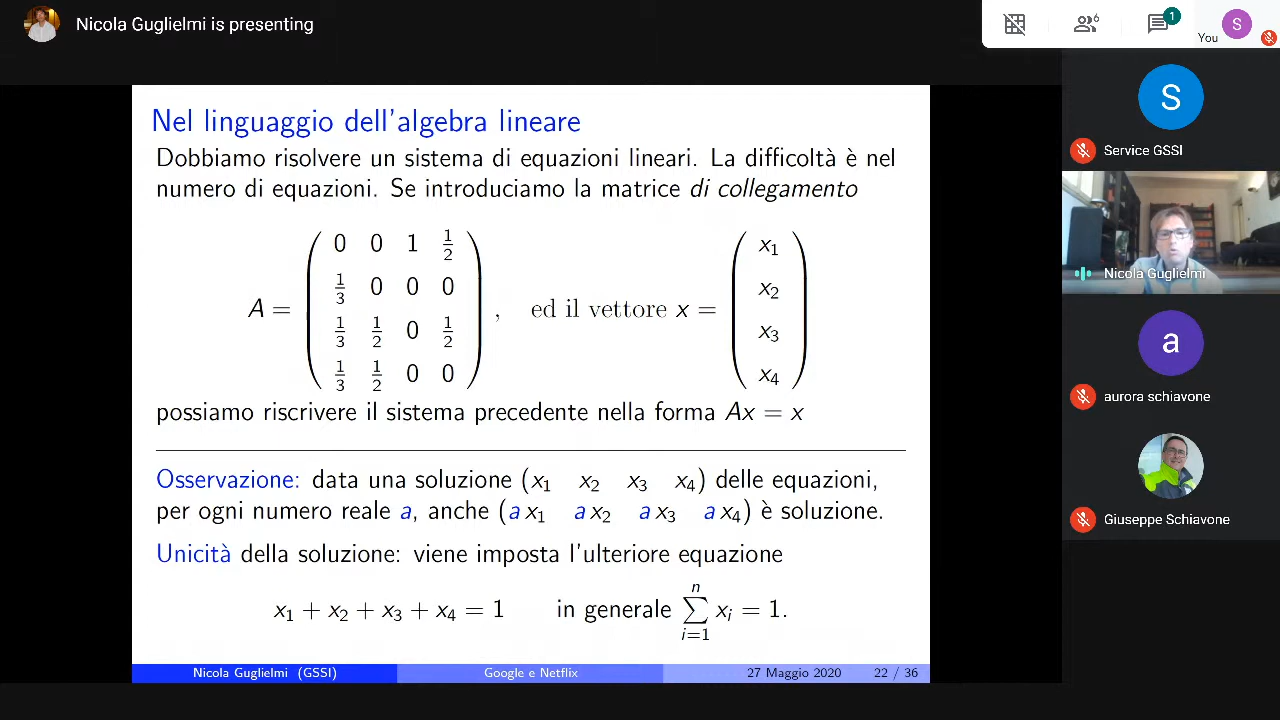 Nicola Guglielmi is presenting
6
1
You
S
Nel linguaggio dell'algebra lineare
Dobbiamo risolvere un sistema di equazioni lineari. La difficoltà è nel
numero di equazioni. Se introduciamo la matrice di collegamento
A = ( 0 0 1 1/2
1/3 0 0 0
1/3 1/2 0 1/2
1/3 1/2 0 0 ) , ed il vettore x = ( x1
x2
x3
x4 )
possiamo riscrivere il sistema precedente nella forma Ax = x
Osservazione: data una soluzione (x1 x2 x3 x4) delle equazioni,
per ogni numero reale a, anche (a x1 a x2 a x3 a x4) è soluzione.
Unicità della soluzione: viene imposta l'ulteriore equazione
x1 + x2 + x3 + x4 = 1 in generale ∑_{i=1}^{n} xi = 1.
Nicola Guglielmi (GSSI) Google e Netflix 27 Maggio 2020 22 / 36
S
Service GSSI
Nicola Guglielmi
a
aurora schiavone
Giuseppe Schiavone